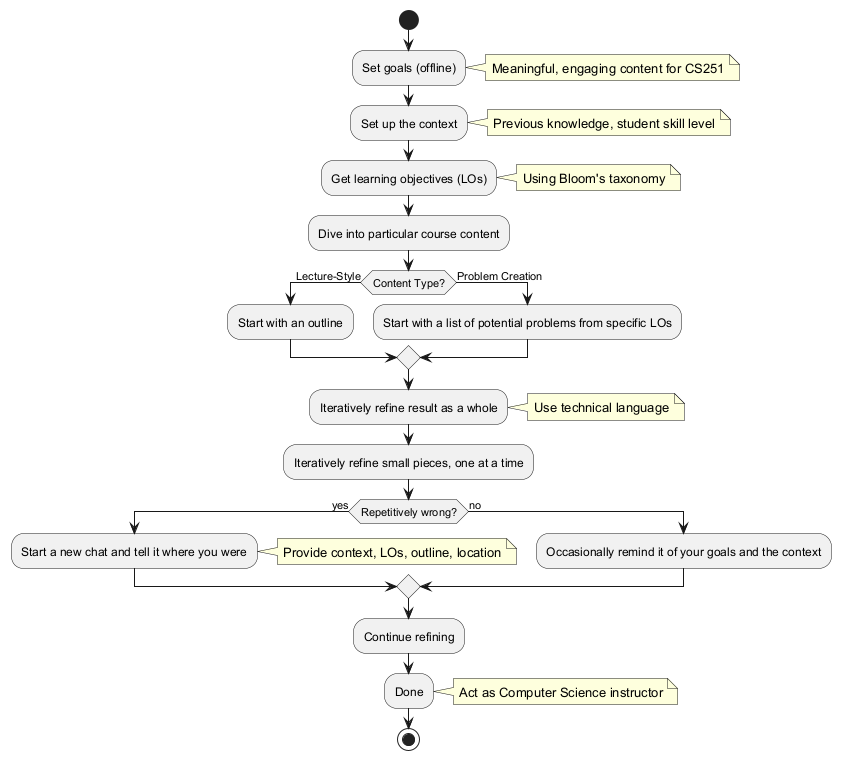 Set goals (offline)
Meaningful, engaging content for CS251
Set up the context
Previous knowledge, student skill level
Get learning objectives (LOs)
Using Bloom's taxonomy
Dive into particular course content
Lecture-Style
Content Type?
Problem Creation
Start with an outline
Start with a list of potential problems from specific LOs
Iteratively refine result as a whole
Use technical language
Iteratively refine small pieces, one at a time
yes
Repetitively wrong?
no
Start a new chat and tell it where you were
Provide context, LOs, outline, location
Occasionally remind it of your goals and the context
Continue refining
Done
Act as Computer Science instructor